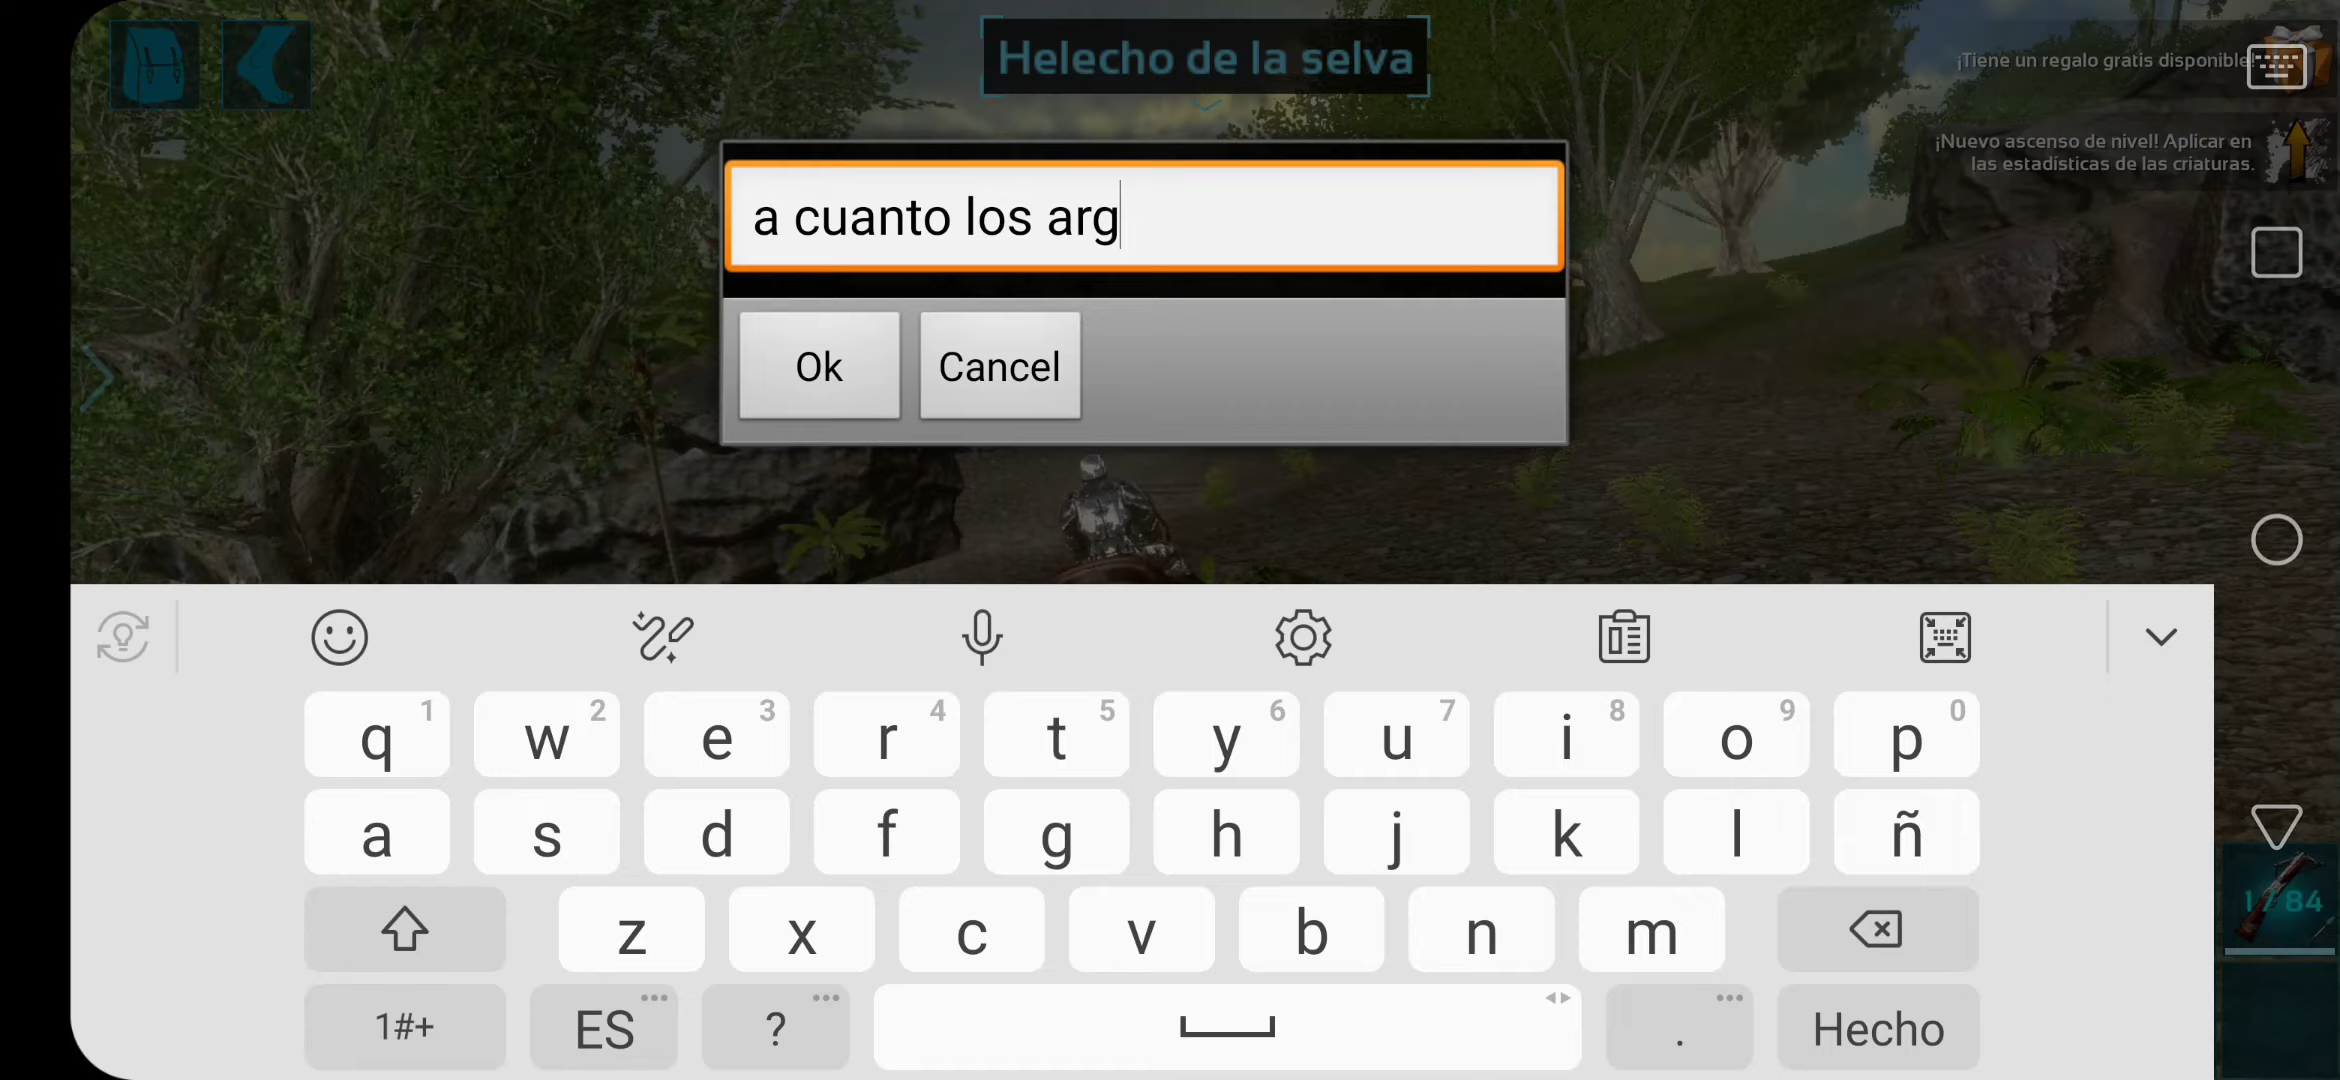 Helecho de la selva
¡Tiene un regalo gratis disponible!
¡Nuevo ascenso de nivel! Aplicar en
las estadísticas de las criaturas.
a cuanto los arg
Ok Cancel
q 1 w 2 e 3 r 4 t 5 y 6 u 7 i 8 o 9 p 0
a s d f g h j k l ñ
z x c v b n m
1#+ ES ? . Hecho
1 / 84